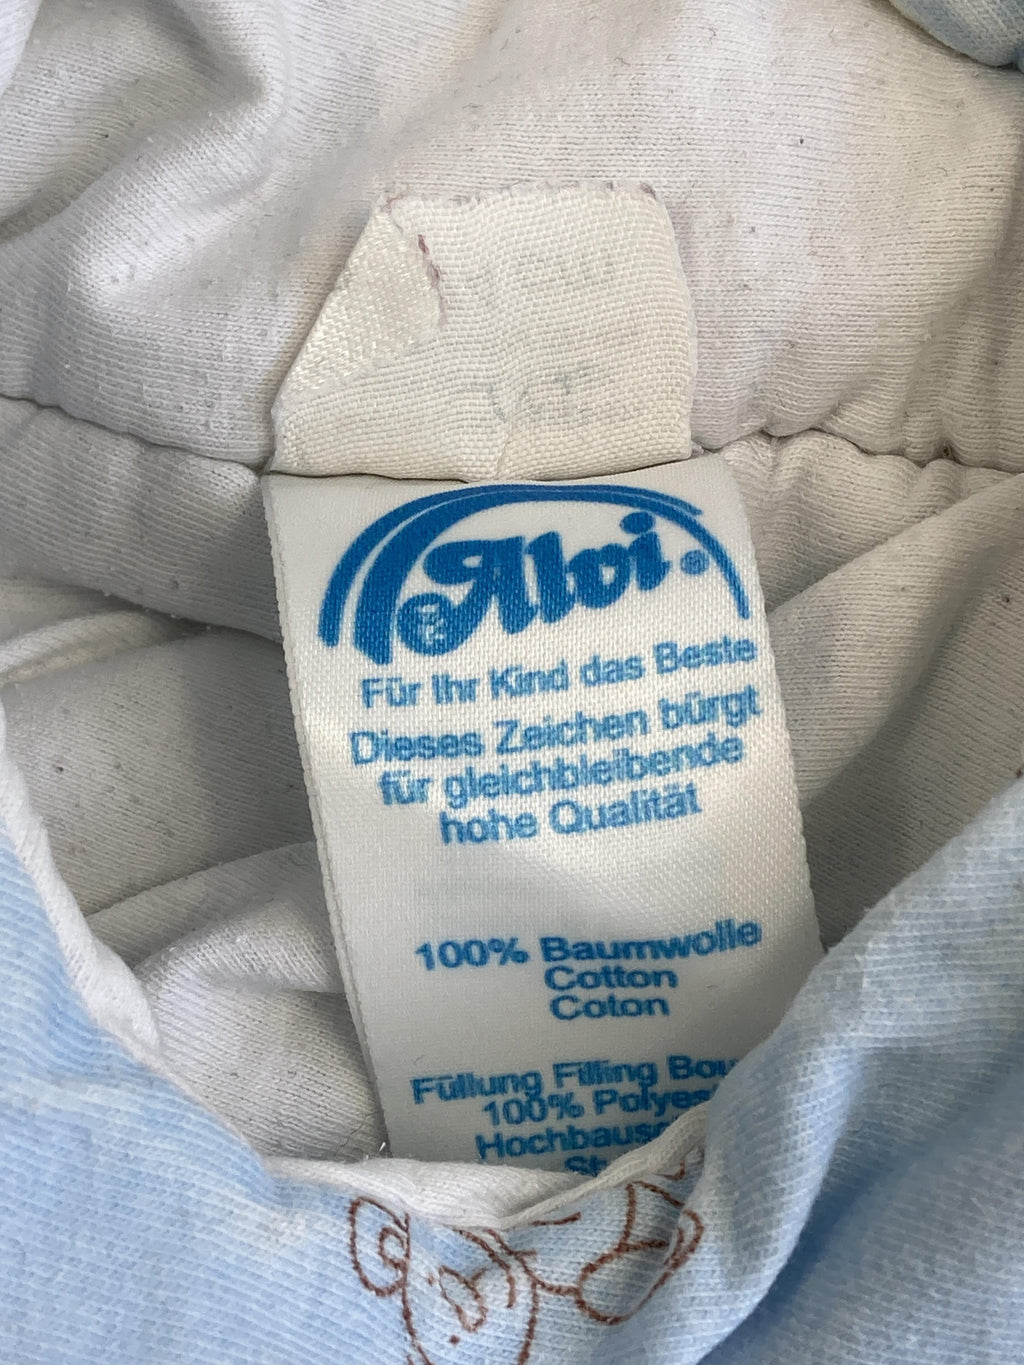 Alvi ®
Für Ihr Kind das Beste
Dieses Zeichen bürgt
für gleichbleibende
hohe Qualität
100% Baumwolle
Cotton
Coton
Füllung Filling
100%